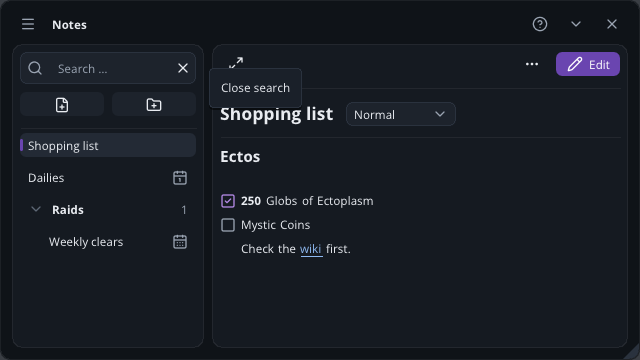 Notes
Search ...
Close search
Edit
Shopping list
Normal
Shopping list
Dailies
Raids 1
Weekly clears
Ectos
250 Globs of Ectoplasm
Mystic Coins
Check the wiki first.